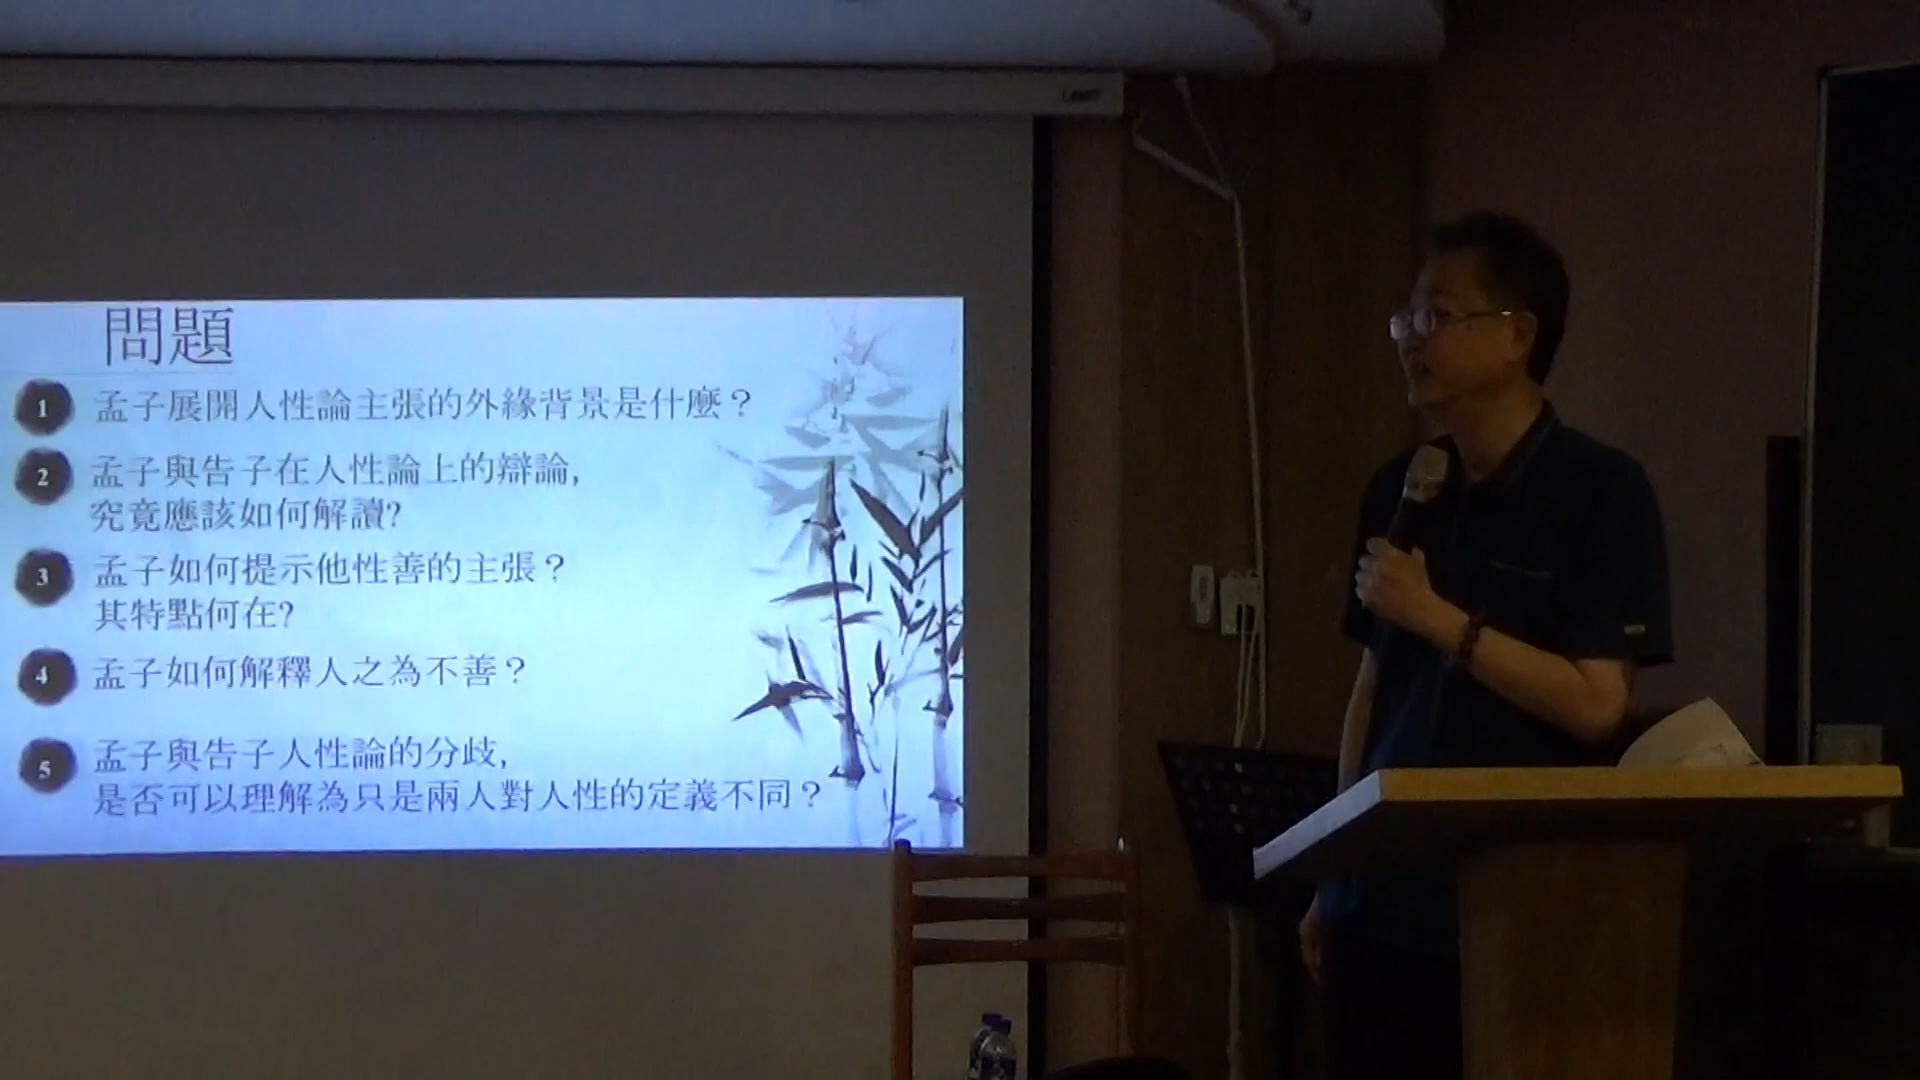 問題
1 孟子展開人性論主張的外緣背景是什麼？
2 孟子與告子在人性論上的辯論,
究竟應該如何解讀?
3 孟子如何提示他性善的主張？
其特點何在?
4 孟子如何解釋人之為不善？
5 孟子與告子人性論的分歧,
是否可以理解為只是兩人對人性的定義不同？